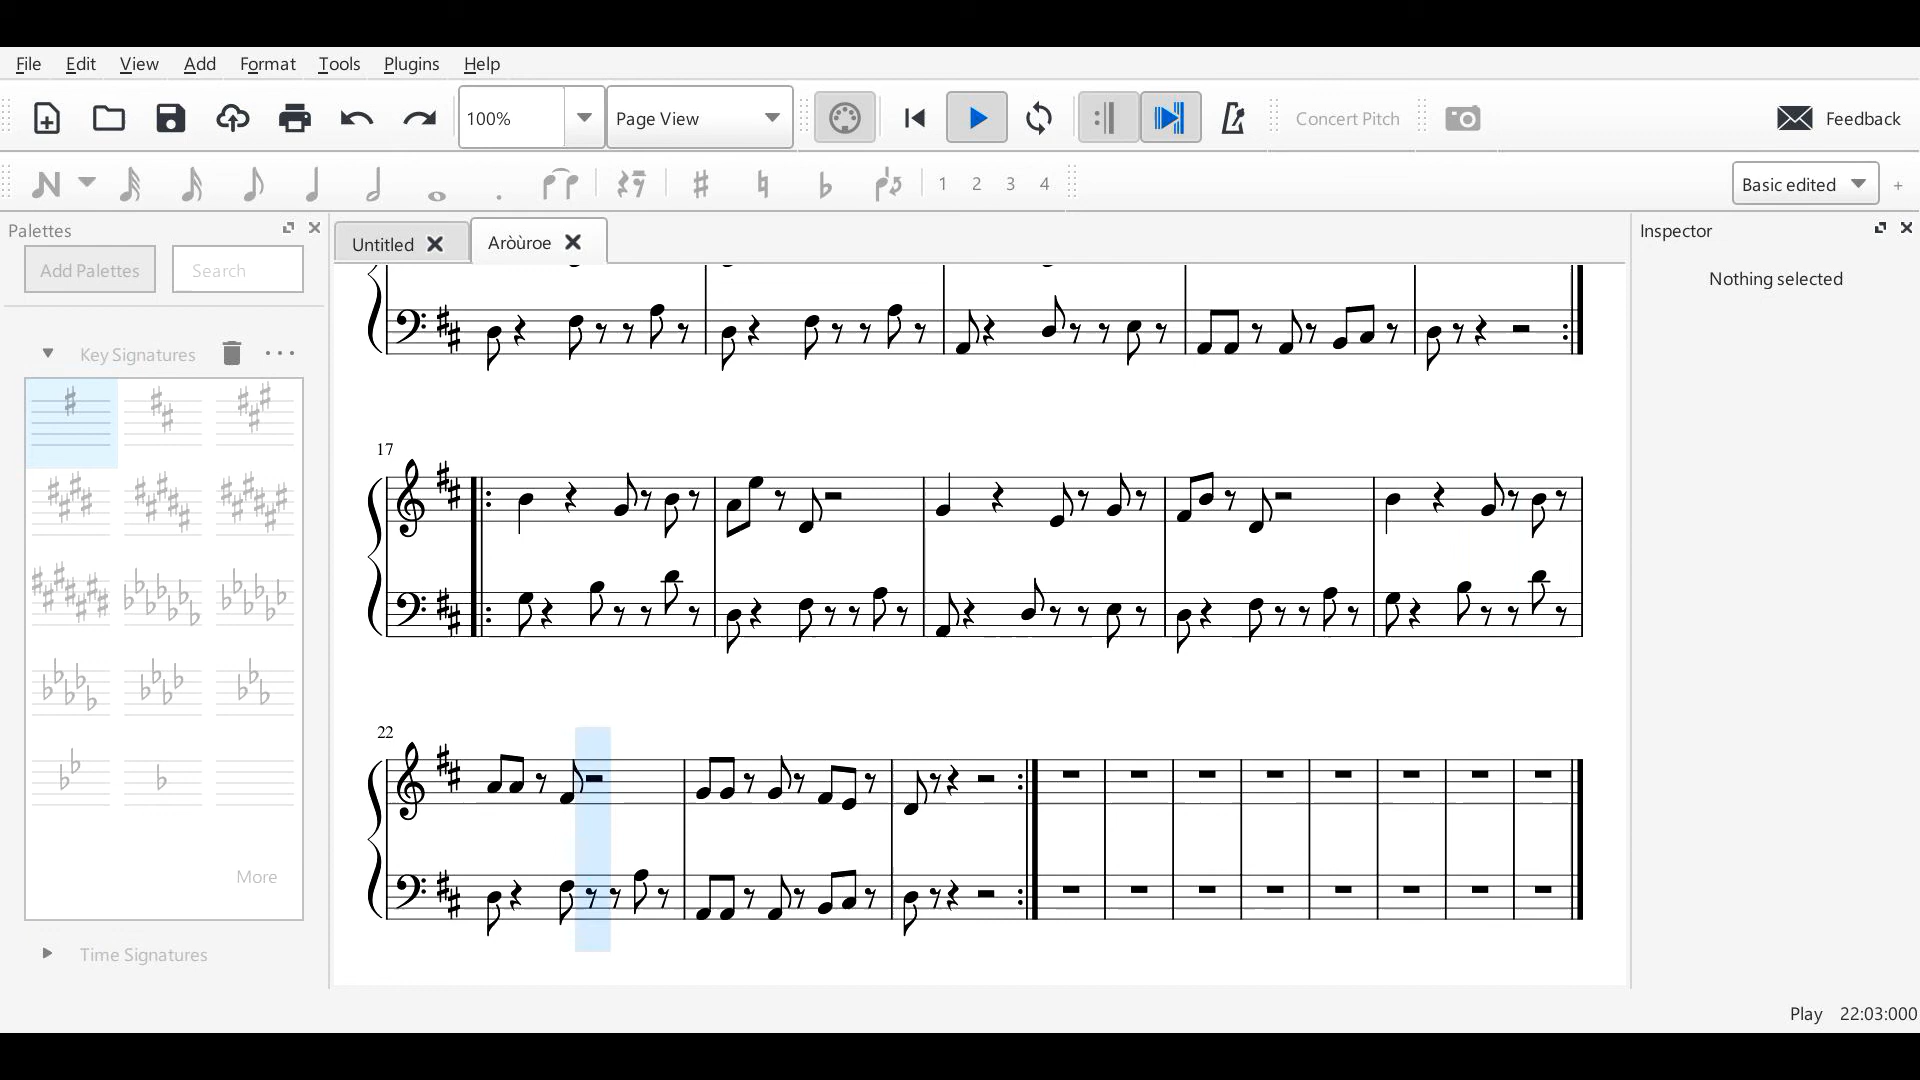 File Edit View Add Format Tools Plugins Help
100% Page View Concert Pitch Feedback
1 2 3 4 Basic edited +
Palettes Untitled Aròùroe Inspector
Add Palettes Search Nothing selected
Key Signatures
17
22
More
Time Signatures
Play 22:03:000